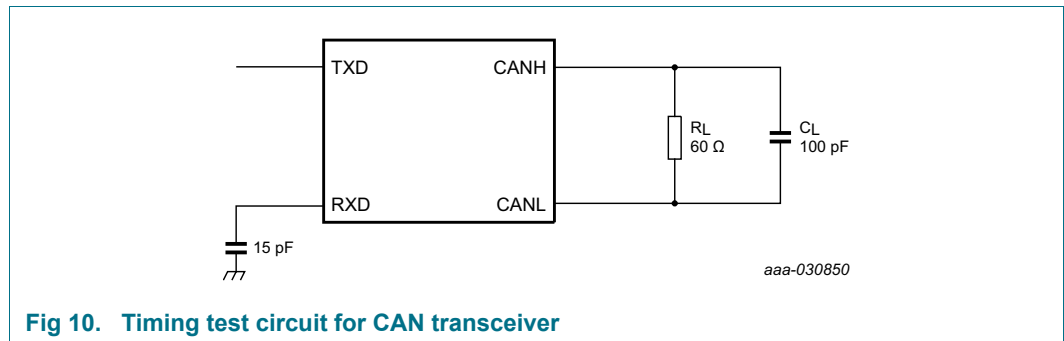 TXD
CANH
RL
60 Ω
CL
100 pF
RXD
CANL
15 pF
aaa-030850
Fig 10. Timing test circuit for CAN transceiver